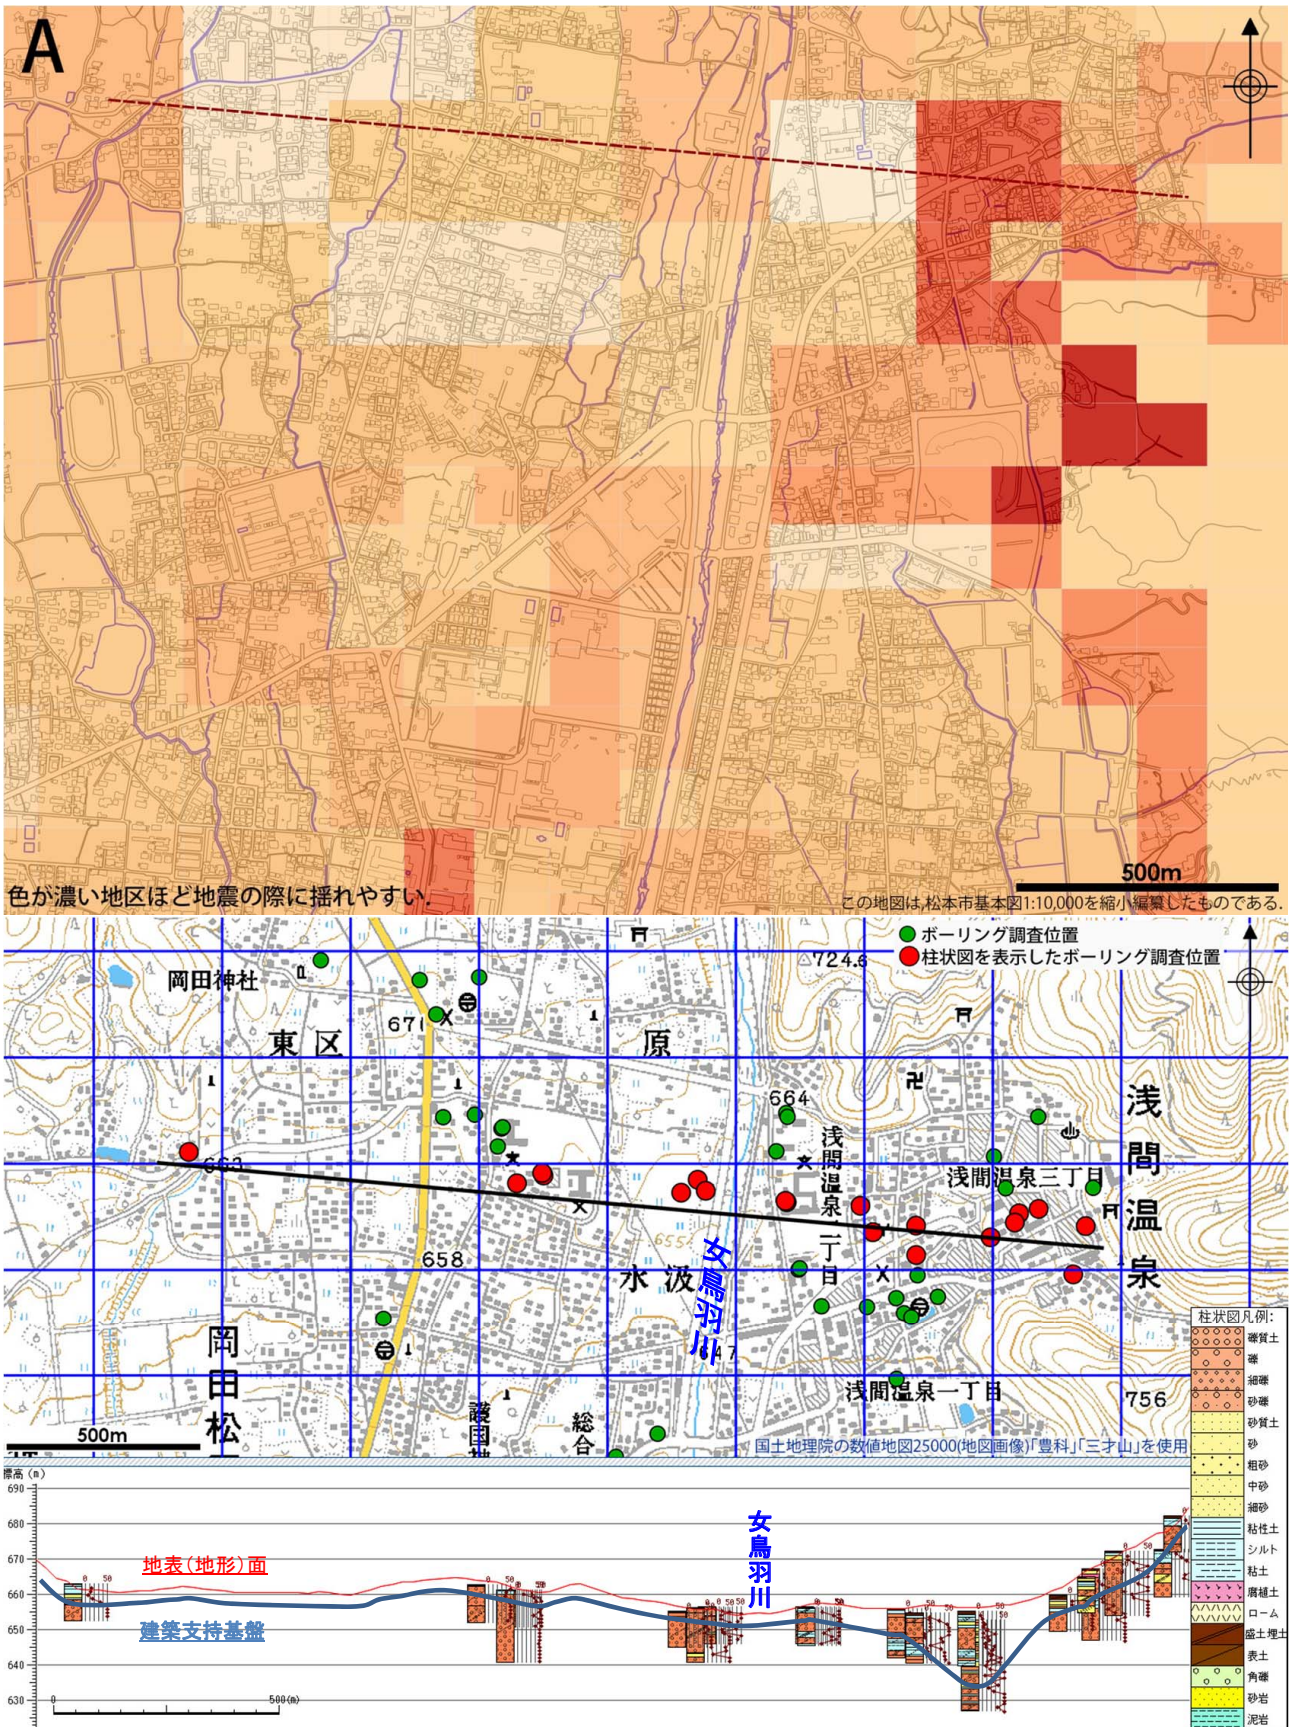 A
色が濃い地区ほど地震の際に揺れやすい.
500m
この地図は,松本市基本図1:10,000を縮小編纂したものである.
ボーリング調査位置
柱状図を表示したボーリング調査位置
岡田神社
724.6
671
東区
原
664
浅間温泉
浅間温泉二丁目
浅間温泉三丁目
663
658
655
水汲
女鳥羽川
647
岡田松
護国神
総合
浅間温泉一丁目
756
500m
国土地理院の数値地図25000(地図画像)「豊科」「三才山」を使用
柱状図凡例:
礫質土
礫
細礫
砂礫
砂質土
砂
粗砂
中砂
細砂
粘性土
シルト
粘土
腐植土
ローム
盛土埋土
表土
角礫
砂岩
泥岩
標高(m)
690
680
670
660
650
640
630
地表(地形)面
建築支持基盤
女鳥羽川
0 500(m)